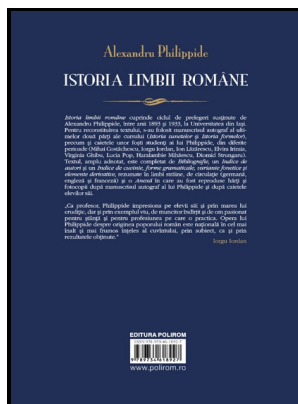 Alexandru Philippide
ISTORIA LIMBII ROMÂNE
Istoria limbii române cuprinde ciclul de prelegeri susținute de
Alexandru Philippide, între anii 1893 și 1933, la Universitatea din Iași.
Pentru reconstituirea textului, s-au folosit manuscrisul autograf al ulti-
melor două părți ale cursului (Istoria sunetelor și Istoria formelor),
precum și caietele unor foști studenți ai lui Philippide, din diferite
perioade (Mihai Costăchescu, Iorgu Iordan, Ion Lăzărescu, Elvira Irimia,
Virginia Ghibu, Lucia Pop, Haralambie Mihăescu, Dionisi Strungaru).
Textul, amplu adnotat, este completat de Bibliografia, un Indice de
autori și un Indice de cuvinte, forme gramaticale, variante fonetice și
elemente derivative, rezumate în limbi străine, de circulație (germană,
engleză și franceză) și o Anexă în care au fost reproduse hărți și
fotocopii după manuscrisul autograf al lui Philippide și după caietele
elevilor săi.
„Ca profesor, Philippide impresiona pe elevii săi și prin marea lui
erudiție, dar și prin exemplul viu, de muncitor îndârjit și de om pasionat
pentru știință și pentru profesiunea pe care o practica. Opera lui
Philippide despre originea poporului român este națională în cel mai
înalt și mai frumos înțeles al cuvântului, prin subiect, ca și prin
rezultatele obținute.”
Iorgu Iordan
EDITURA POLIROM
www.polirom.ro